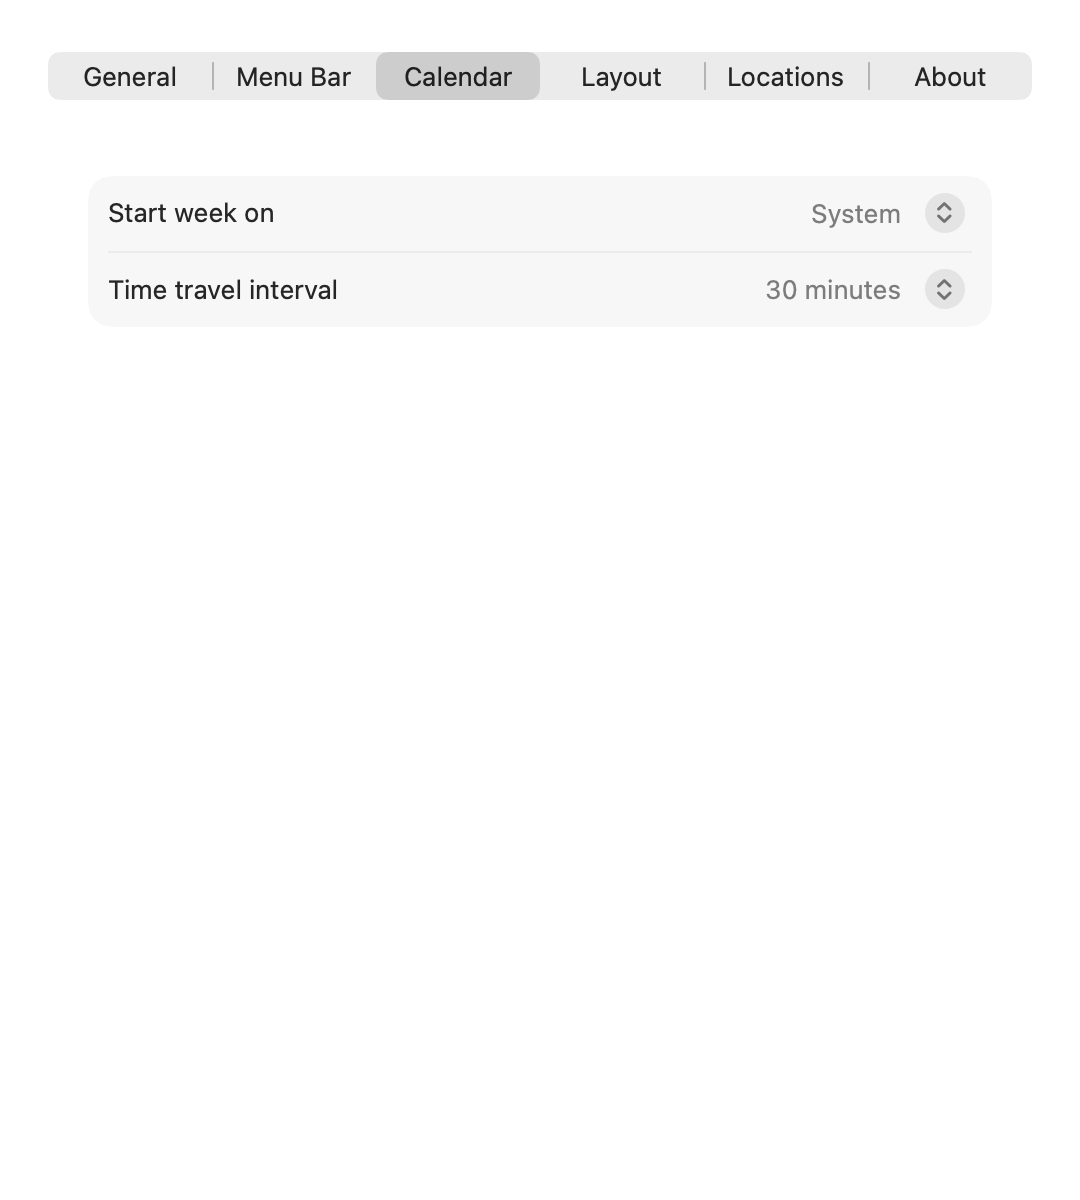 General Menu Bar Calendar Layout Locations About
Start week on System
Time travel interval 30 minutes